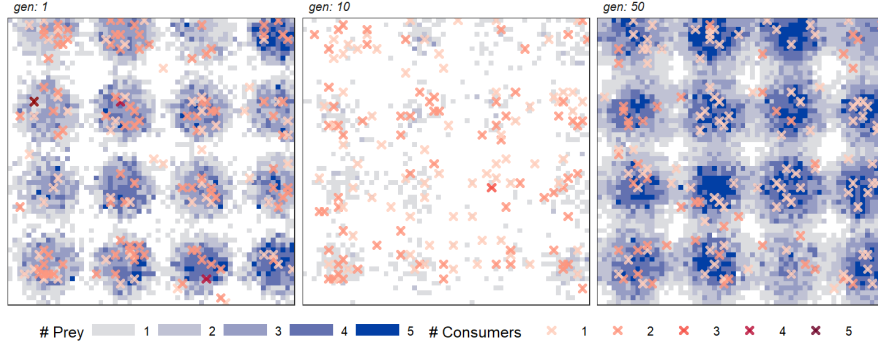 gen: 1 gen: 10 gen: 50
# Prey 1 2 3 4 5 # Consumers 1 2 3 4 5